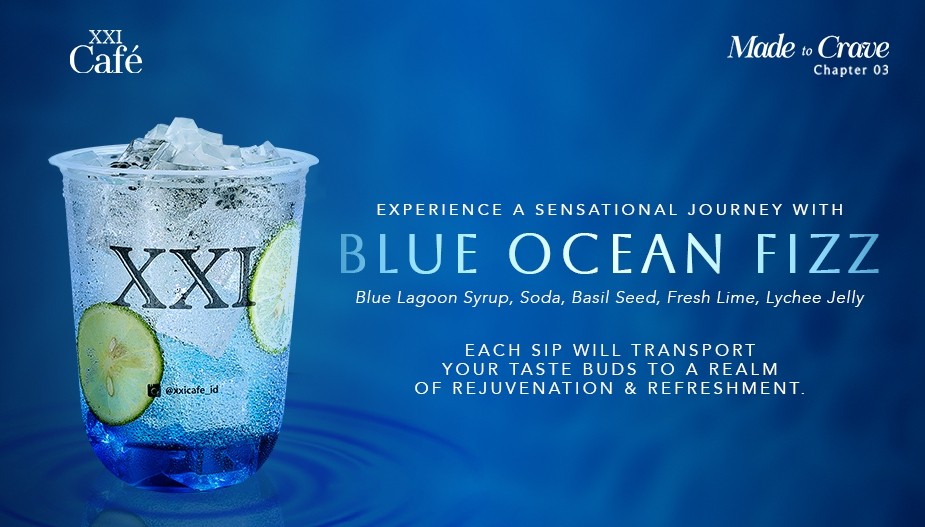 XXI
Café
Made to Crave
Chapter 03
EXPERIENCE A SENSATIONAL JOURNEY WITH
BLUE OCEAN FIZZ
Blue Lagoon Syrup, Soda, Basil Seed, Fresh Lime, Lychee Jelly
EACH SIP WILL TRANSPORT
YOUR TASTE BUDS TO A REALM
OF REJUVENATION & REFRESHMENT.
XXI
@xxicafe_id